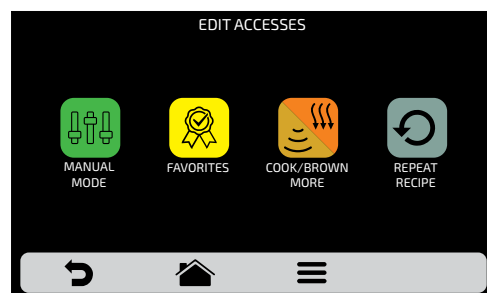 EDIT ACCESSES
MANUAL
MODE
FAVORITES
COOK/BROWN
MORE
REPEAT
RECIPE